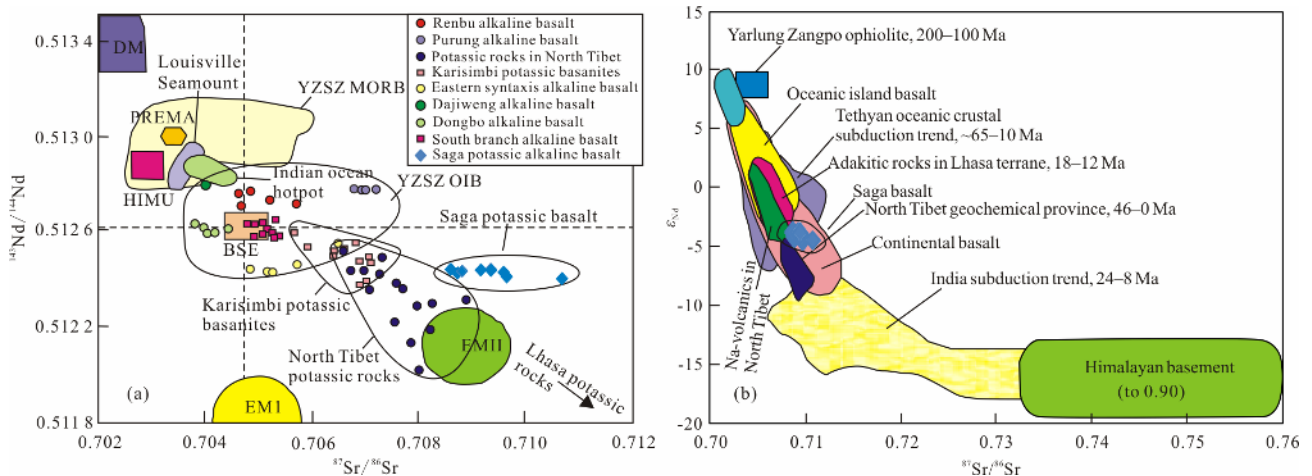 0.513 4
0.513 0
0.512 6
0.512 2
0.511 8
0.702
0.704
0.706
0.708
0.710
0.712
⁸⁷Sr/⁸⁶Sr
¹⁴³Nd/¹⁴⁴Nd
(a)
DM
Louisville
Seamount
YZSZ MORB
PREMA
HIMU
Indian ocean
hotpot
YZSZ OIB
BSE
Saga potassic basalt
Karisimbi potassic
basanites
North Tibet
potassic rocks
EMII
EMI
Lhasa potassic
rocks
Renbu alkaline basalt
Purung alkaline basalt
Potassic rocks in North Tibet
Karisimbi potassic basanites
Eastern syntaxis alkaline basalt
Dajiweng alkaline basalt
Dongbo alkaline basalt
South branch alkaline basalt
Saga potassic alkaline basalt
15
10
5
0
-5
-10
-15
-20
εNd
0.70
0.71
0.72
0.73
0.74
0.75
0.76
⁸⁷Sr/⁸⁶Sr
(b)
Yarlung Zangpo ophiolite, 200–100 Ma
Oceanic island basalt
Tethyan oceanic crustal
subduction trend, ~65–10 Ma
Adakitic rocks in Lhasa terrane, 18–12 Ma
Saga basalt
North Tibet geochemical province, 46–0 Ma
Continental basalt
India subduction trend, 24–8 Ma
Na-volcanics in
North Tibet
Himalayan basement
(to 0.90)